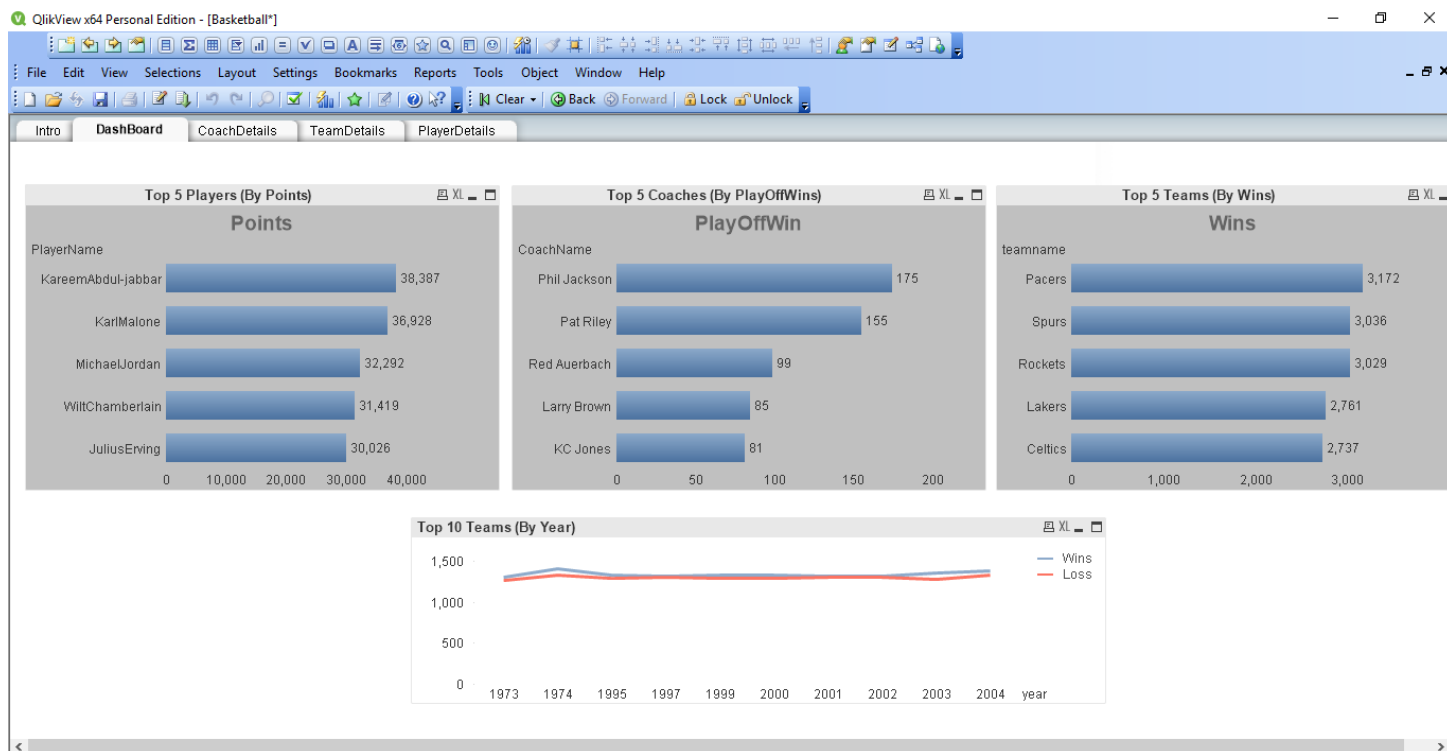 QlikView x64 Personal Edition - [Basketball*]
File Edit View Selections Layout Settings Bookmarks Reports Tools Object Window Help
Clear Back Forward Lock Unlock
Intro DashBoard CoachDetails TeamDetails PlayerDetails
Top 5 Players (By Points) XL
Points
PlayerName
KareemAbdul-jabbar 38,387
KarlMalone 36,928
MichaelJordan 32,292
WiltChamberlain 31,419
JuliusErving 30,026
0 10,000 20,000 30,000 40,000
Top 5 Coaches (By PlayOffWins) XL
PlayOffWin
CoachName
Phil Jackson 175
Pat Riley 155
Red Auerbach 99
Larry Brown 85
KC Jones 81
0 50 100 150 200
Top 5 Teams (By Wins) XL
Wins
teamname
Pacers 3,172
Spurs 3,036
Rockets 3,029
Lakers 2,761
Celtics 2,737
0 1,000 2,000 3,000
Top 10 Teams (By Year) XL
1,500
1,000
500
0
Wins
Loss
1973 1974 1995 1997 1999 2000 2001 2002 2003 2004 year